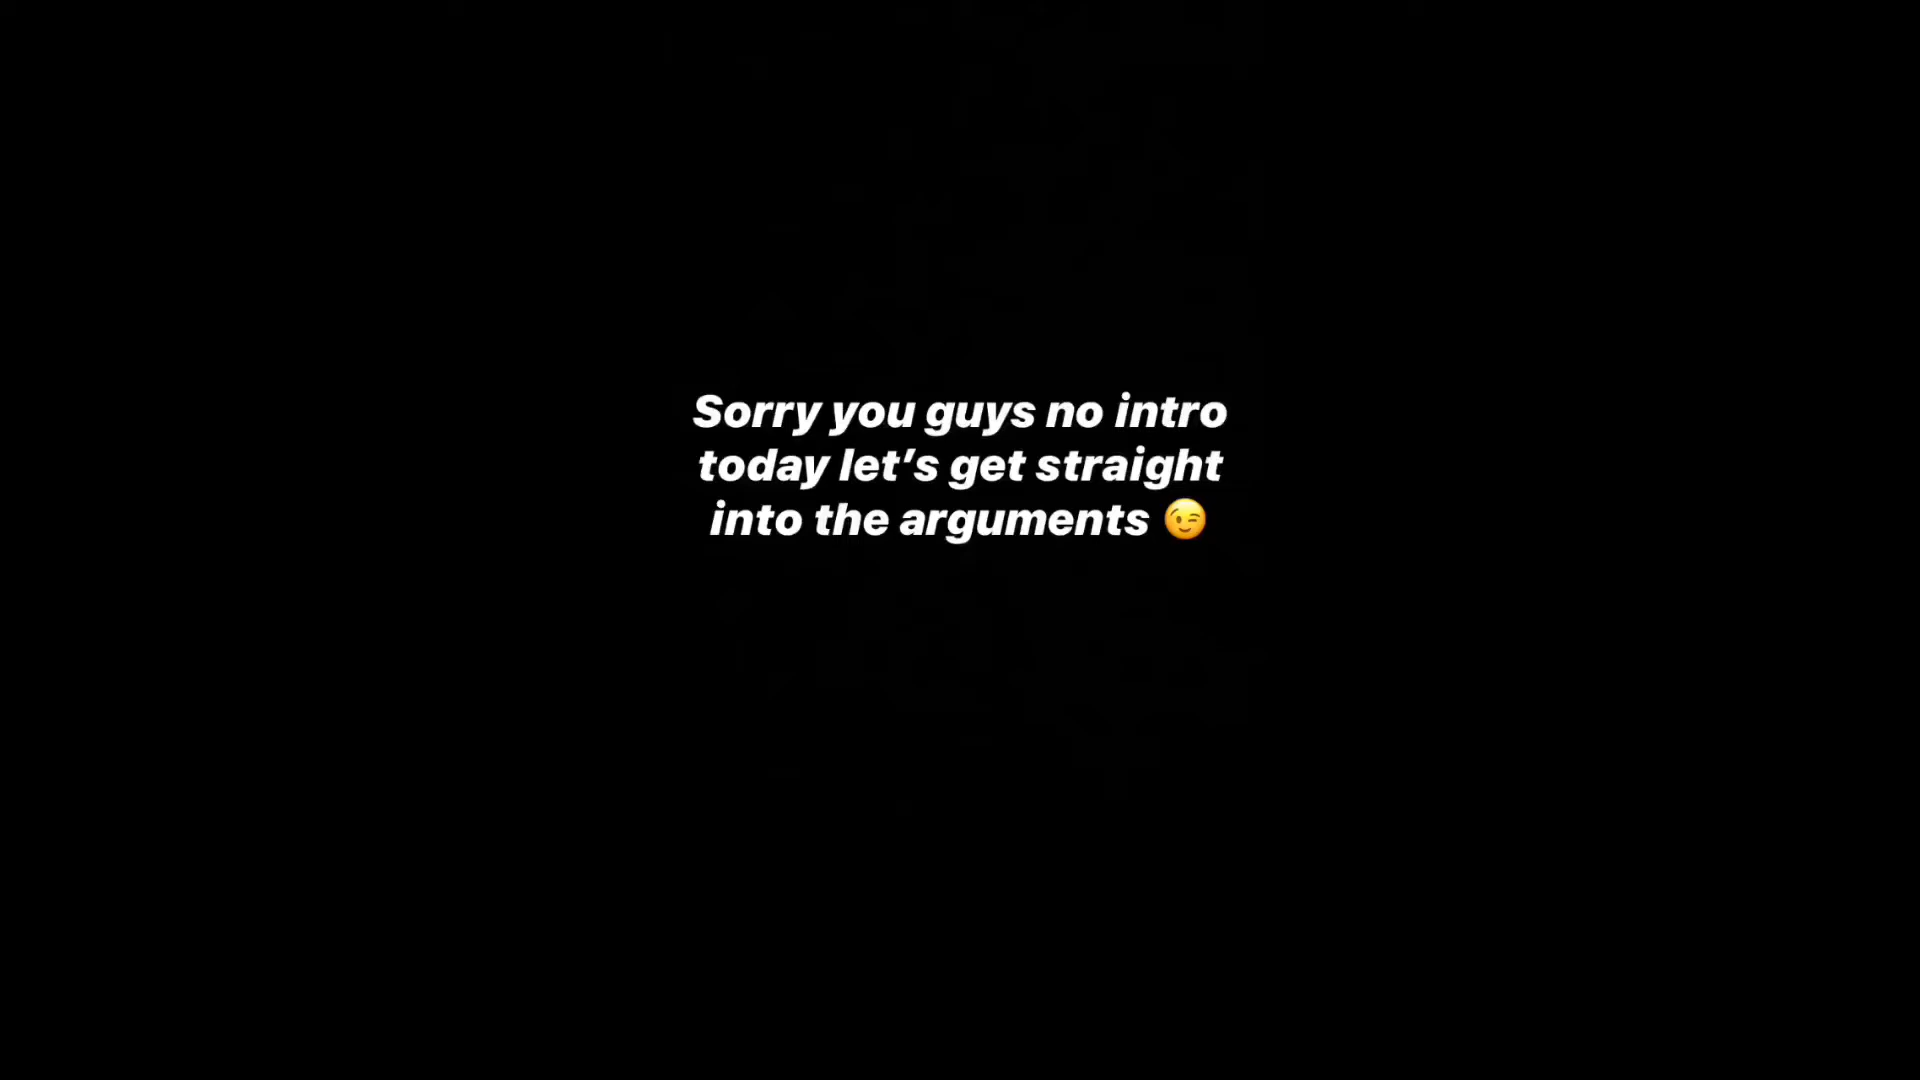 Sorry you guys no intro
today let’s get straight
into the arguments 😉